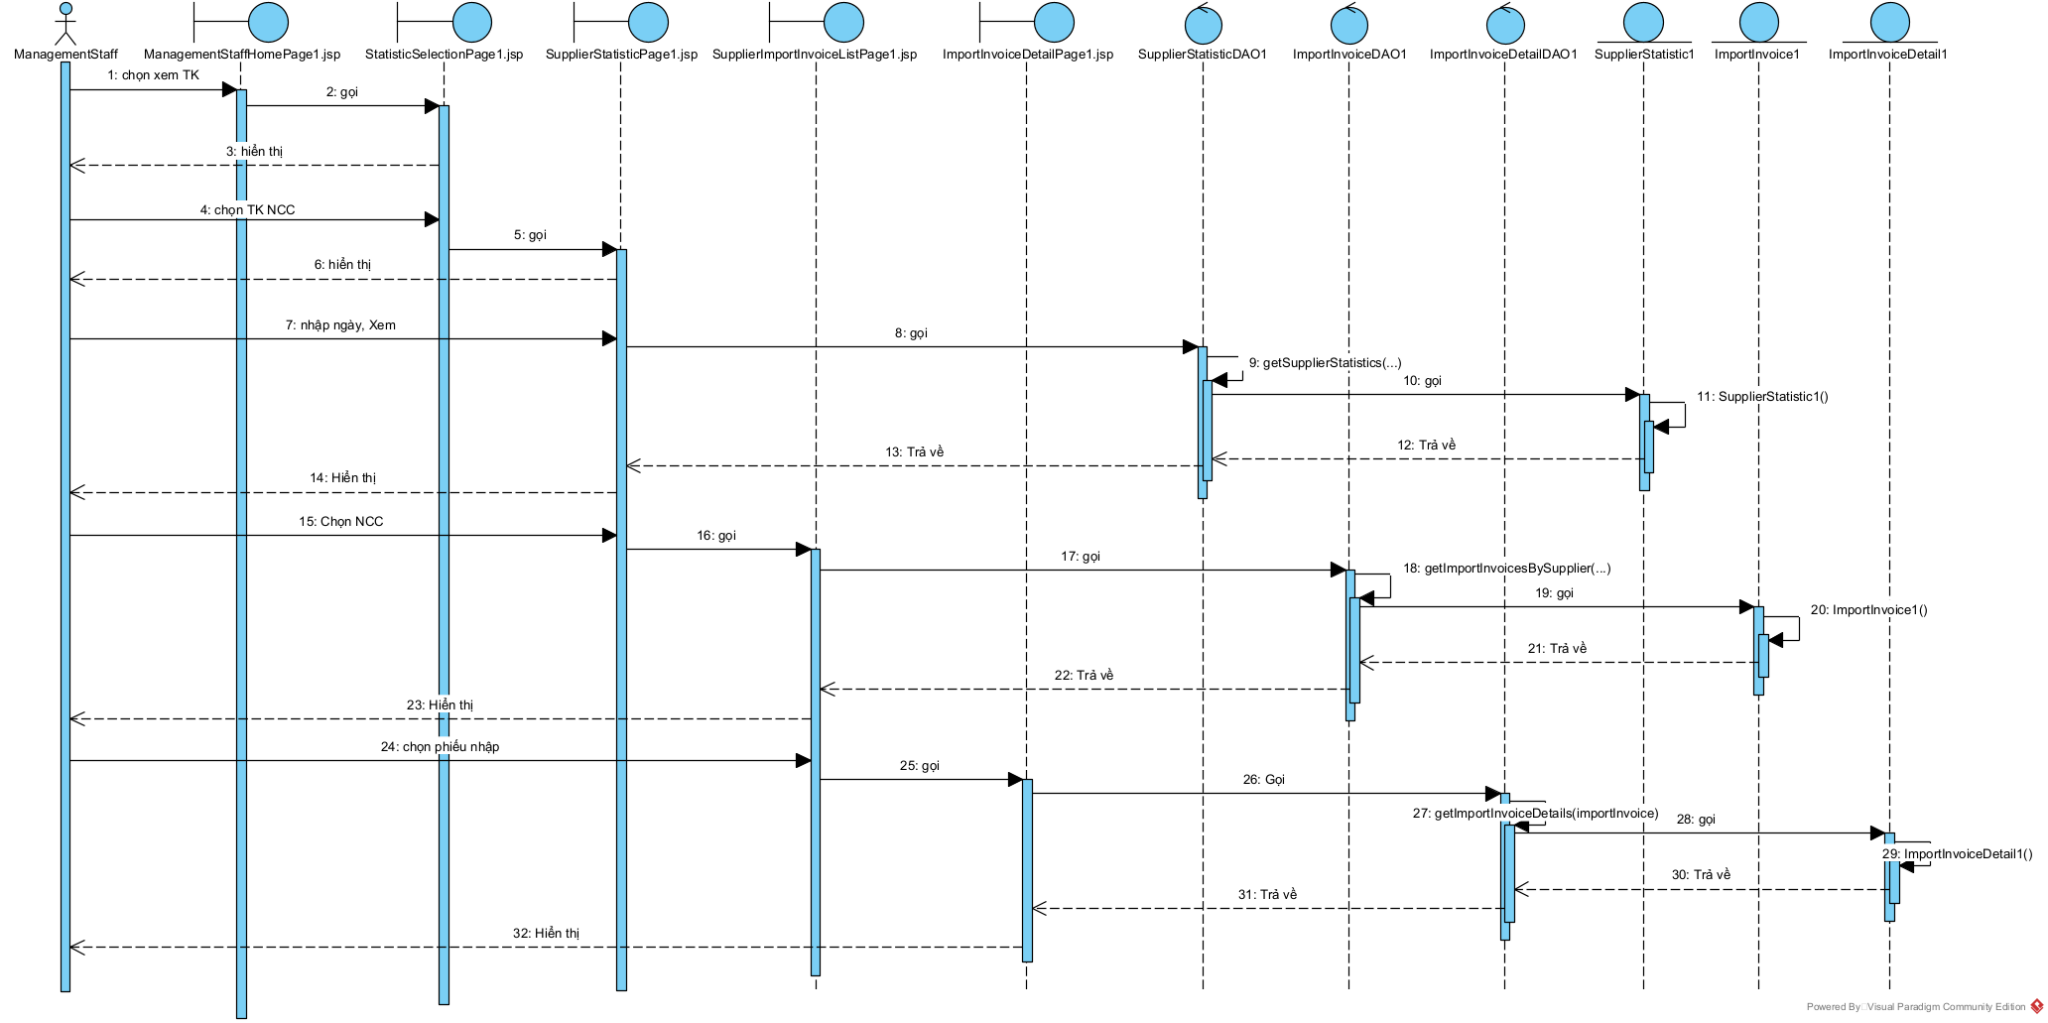 ManagementStaff
ManagementStaffHomePage1.jsp
StatisticSelectionPage1.jsp
SupplierStatisticPage1.jsp
SupplierImportInvoiceListPage1.jsp
ImportInvoiceDetailPage1.jsp
SupplierStatisticDAO1
ImportInvoiceDAO1
ImportInvoiceDetailDAO1
SupplierStatistic1
ImportInvoice1
ImportInvoiceDetail1
1: chọn xem TK
2: gọi
3: hiển thị
4: chọn TK NCC
5: gọi
6: hiển thị
7: nhập ngày, Xem
8: gọi
9: getSupplierStatistics(...)
10: gọi
11: SupplierStatistic1()
12: Trả về
13: Trả về
14: Hiển thị
15: Chọn NCC
16: gọi
17: gọi
18: getImportInvoicesBySupplier(...)
19: gọi
20: ImportInvoice1()
21: Trả về
22: Trả về
23: Hiển thị
24: chọn phiếu nhập
25: gọi
26: Gọi
27: getImportInvoiceDetails(importInvoice)
28: gọi
29: ImportInvoiceDetail1()
30: Trả về
31: Trả về
32: Hiển thị
Powered By Visual Paradigm Community Edition